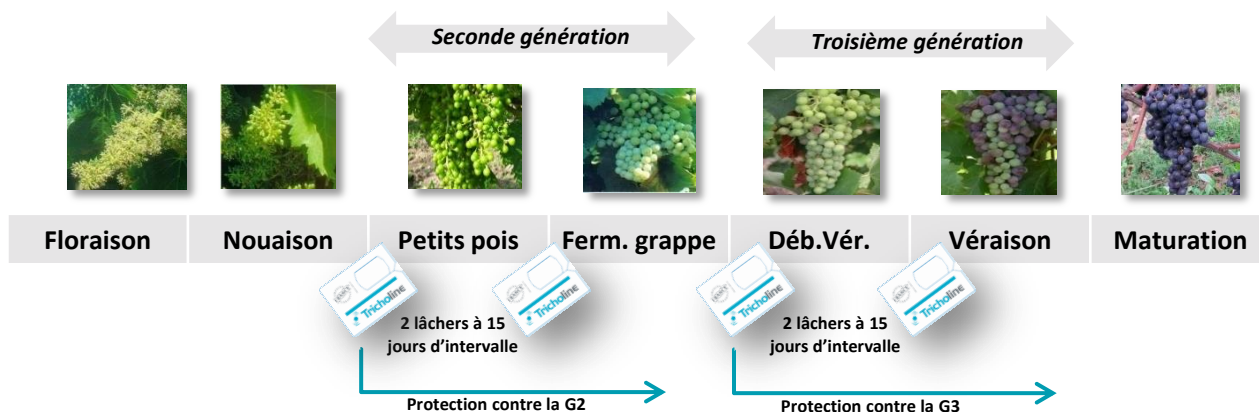 Seconde génération
Troisième génération
Floraison
Nouaison
Petits pois
Ferm. grappe
Déb.Vér.
Véraison
Maturation
Tricholine
Tricholine
Tricholine
Tricholine
2 lâchers à 15
jours d’intervalle
2 lâchers à 15
jours d’intervalle
Protection contre la G2
Protection contre la G3